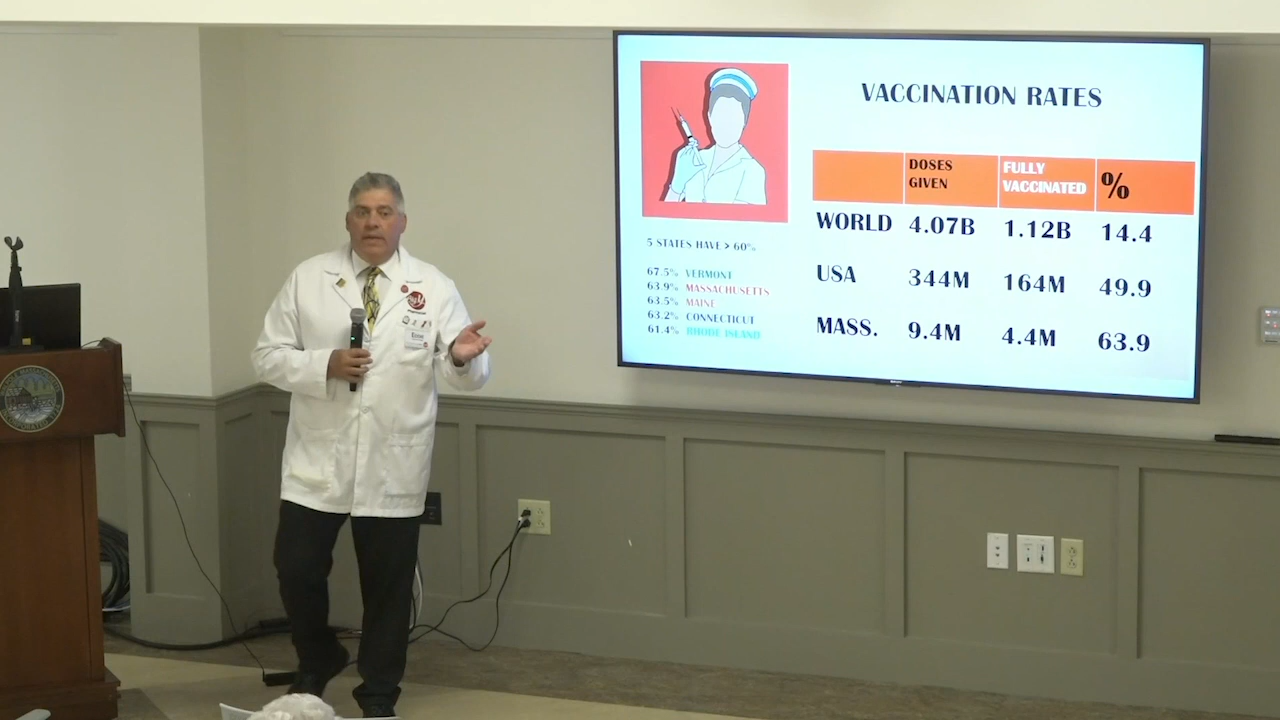 VACCINATION RATES
DOSES GIVEN FULLY VACCINATED %
WORLD 4.07B 1.12B 14.4
USA 344M 164M 49.9
MASS. 9.4M 4.4M 63.9
5 STATES HAVE > 60%
67.5% VERMONT
63.9% MASSACHUSETTS
63.5% MAINE
63.2% CONNECTICUT
61.4% RHODE ISLAND